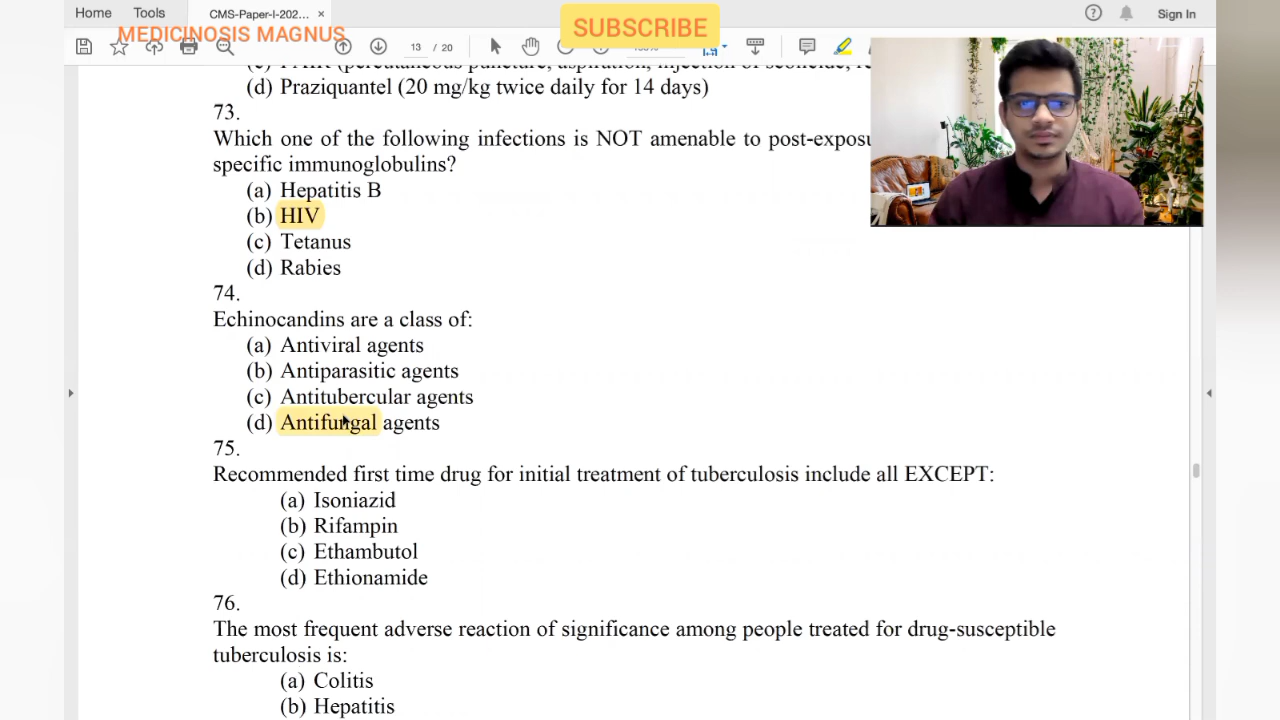 Home Tools CMS-Paper-I-202... × Sign In
MEDICINOSIS MAGNUS
SUBSCRIBE
13 / 20
(d) Praziquantel (20 mg/kg twice daily for 14 days)
73.
Which one of the following infections is NOT amenable to post-exposu
specific immunoglobulins?
(a) Hepatitis B
(b) HIV
(c) Tetanus
(d) Rabies
74.
Echinocandins are a class of:
(a) Antiviral agents
(b) Antiparasitic agents
(c) Antitubercular agents
(d) Antifungal agents
75.
Recommended first time drug for initial treatment of tuberculosis include all EXCEPT:
(a) Isoniazid
(b) Rifampin
(c) Ethambutol
(d) Ethionamide
76.
The most frequent adverse reaction of significance among people treated for drug-susceptible
tuberculosis is:
(a) Colitis
(b) Hepatitis